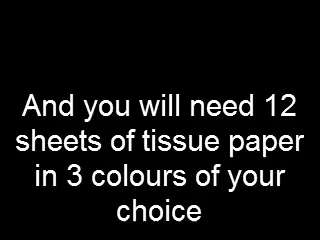 And you will need 12
sheets of tissue paper
in 3 colours of your
choice